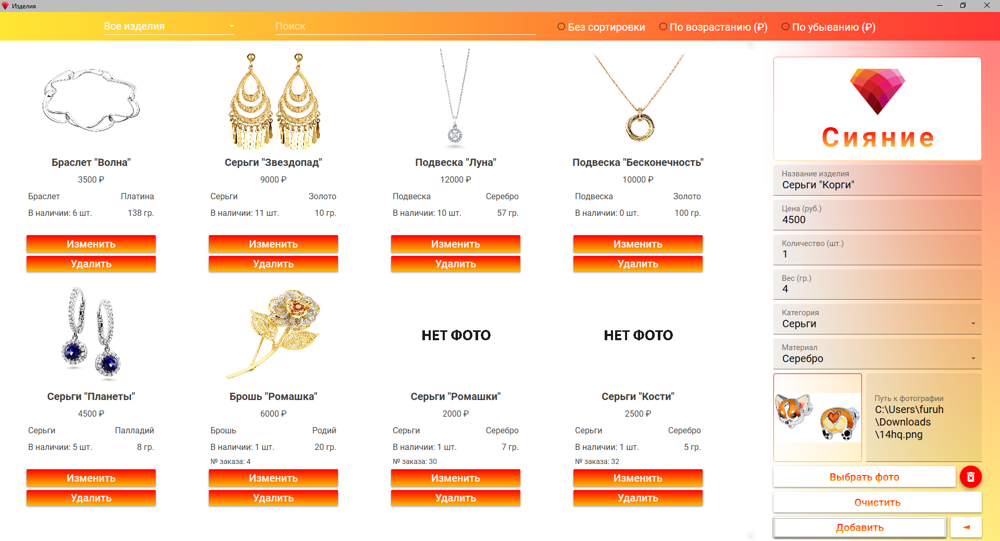 Изделия
Все изделия
Поиск
Без сортировки
По возрастанию (₽)
По убыванию (₽)
Браслет "Волна"
3500 ₽
Браслет Платина
В наличии: 6 шт. 138 гр.
Изменить
Удалить
Серьги "Звездопад"
9000 ₽
Серьги Золото
В наличии: 11 шт. 10 гр.
Изменить
Удалить
Подвеска "Луна"
12000 ₽
Подвеска Серебро
В наличии: 10 шт. 57 гр.
Изменить
Удалить
Подвеска "Бесконечность"
10000 ₽
Подвеска Золото
В наличии: 0 шт. 100 гр.
Изменить
Удалить
Серьги "Планеты"
4500 ₽
Серьги Палладий
В наличии: 5 шт. 8 гр.
Изменить
Удалить
Брошь "Ромашка"
6000 ₽
Брошь Родий
В наличии: 1 шт. 20 гр.
№ заказа: 4
Изменить
Удалить
НЕТ ФОТО
Серьги "Ромашки"
2000 ₽
Серьги Серебро
В наличии: 1 шт. 7 гр.
№ заказа: 30
Изменить
Удалить
НЕТ ФОТО
Серьги "Кости"
2500 ₽
Серьги Серебро
В наличии: 1 шт. 5 гр.
№ заказа: 32
Изменить
Удалить
Сияние
Название изделия
Серьги "Корги"
Цена (руб.)
4500
Количество (шт.)
1
Вес (гр.)
4
Категория
Серьги
Материал
Серебро
Путь к фотографии
C:\Users\furuh
\Downloads
\14hq.png
Выбрать фото
Очистить
Добавить